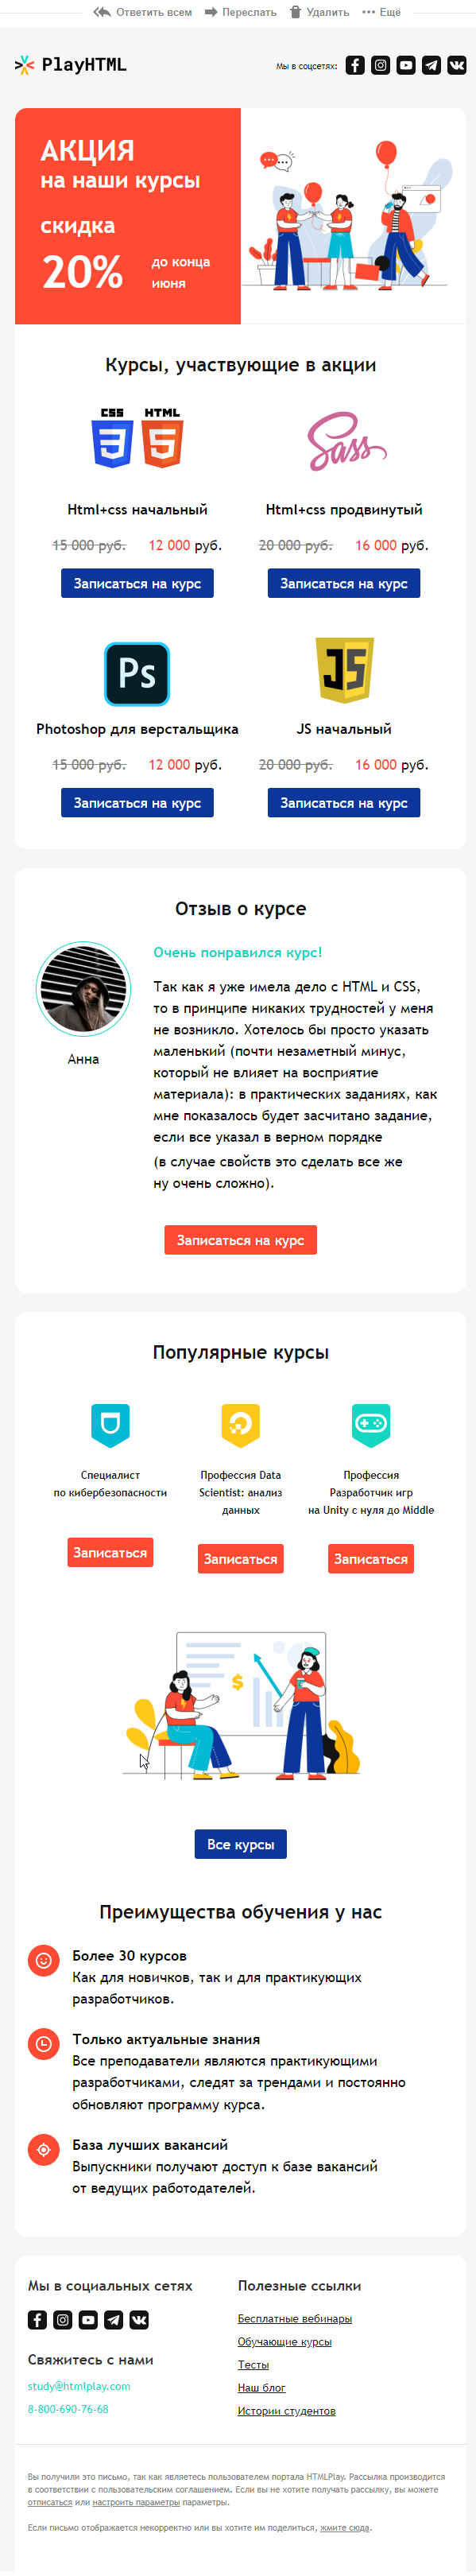 Ответить всем Переслать Удалить Ещё
PlayHTML
Мы в соцсетях:
АКЦИЯ
на наши курсы
скидка
20% до конца
июня
Курсы, участвующие в акции
CSS HTML
3 5
Sass
Html+css начальный
Html+css продвинутый
15 000 руб. 12 000 руб.
20 000 руб. 16 000 руб.
Записаться на курс
Записаться на курс
Ps
JS
Photoshop для верстальщика
JS начальный
15 000 руб. 12 000 руб.
20 000 руб. 16 000 руб.
Записаться на курс
Записаться на курс
Отзыв о курсе
Анна
Очень понравился курс!
Так как я уже имела дело с HTML и CSS,
то в принципе никаких трудностей у меня
не возникло. Хотелось бы просто указать
маленький (почти незаметный минус,
который не влияет на восприятие
материала): в практических заданиях, как
мне показалось будет засчитано задание,
если все указал в верном порядке
(в случае свойств это сделать все же
ну очень сложно).
Записаться на курс
Популярные курсы
Специалист
по кибербезопасности
Записаться
Профессия Data
Scientist: анализ
данных
Записаться
Профессия
Разработчик игр
на Unity с нуля до Middle
Записаться
$
Все курсы
Преимущества обучения у нас
Более 30 курсов
Как для новичков, так и для практикующих
разработчиков.
Только актуальные знания
Все преподаватели являются практикующими
разработчиками, следят за трендами и постоянно
обновляют программу курса.
База лучших вакансий
Выпускники получают доступ к базе вакансий
от ведущих работодателей.
Мы в социальных сетях
Свяжитесь с нами
study@htmlplay.com
8-800-690-76-68
Полезные ссылки
Бесплатные вебинары
Обучающие курсы
Тесты
Наш блог
Истории студентов
Вы получили это письмо, так как являетесь пользователем портала HTMLPlay. Рассылка производится
в соответствии с пользовательским соглашением. Если вы не хотите получать рассылку, вы можете
отписаться или настроить параметры параметры.
Если письмо отображается некорректно или вы хотите им поделиться, жмите сюда.